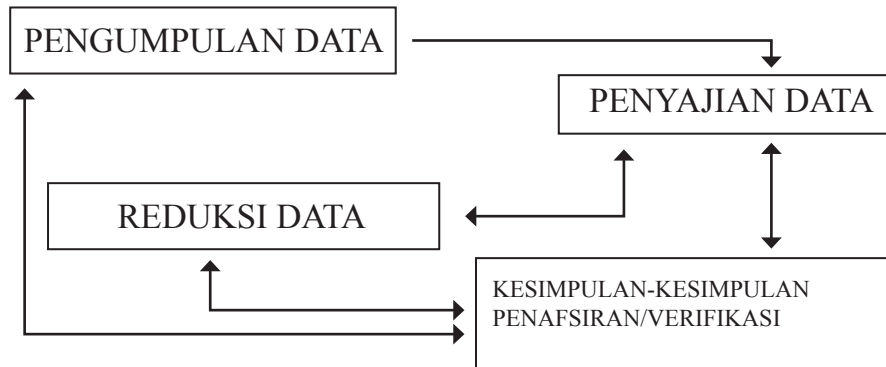 PENGUMPULAN DATA
PENYAJIAN DATA
REDUKSI DATA
KESIMPULAN-KESIMPULAN
PENAFSIRAN/VERIFIKASI